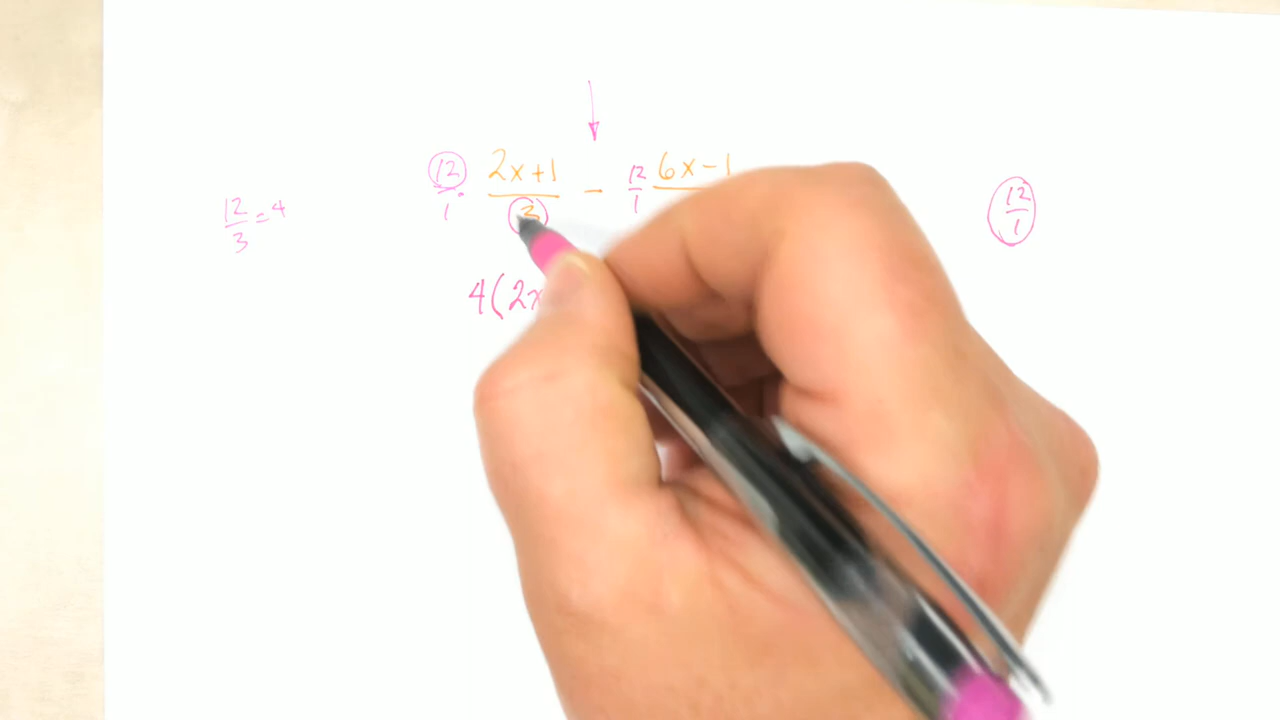 12/1 · (2x+1)/3 − 12/1 6x−1
12/3 = 4
12/1
4(2x